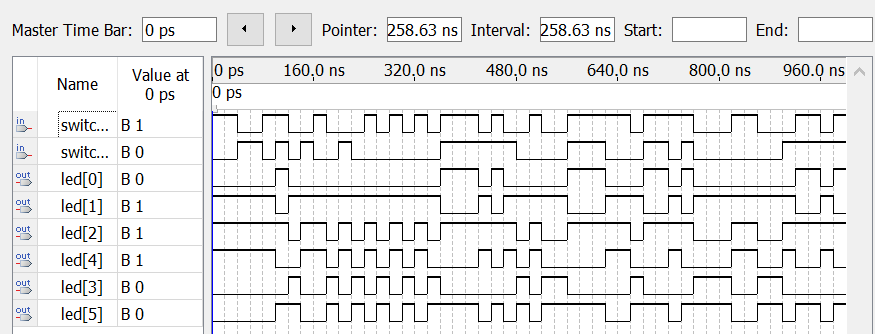 Master Time Bar: 0 ps Pointer: 258.63 ns Interval: 258.63 ns Start: End:
Name Value at 0 ps 0 ps 160.0 ns 320.0 ns 480.0 ns 640.0 ns 800.0 ns 960.0 ns
0 ps
in switc... B 1
in switc... B 0
out led[0] B 0
out led[1] B 1
out led[2] B 1
out led[4] B 1
out led[3] B 0
out led[5] B 0